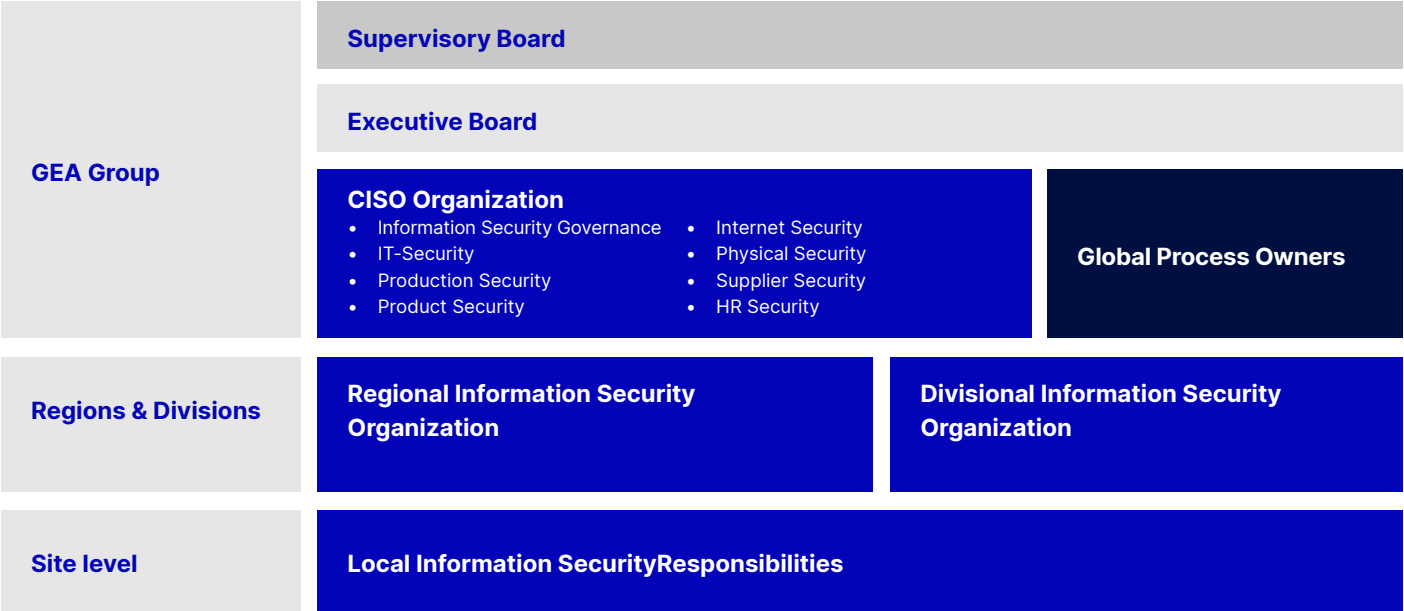 GEA Group
Supervisory Board
Executive Board
CISO Organization
• Information Security Governance
• IT-Security
• Production Security
• Product Security
• Internet Security
• Physical Security
• Supplier Security
• HR Security
Global Process Owners
Regions & Divisions
Regional Information Security
Organization
Divisional Information Security
Organization
Site level
Local Information SecurityResponsibilities